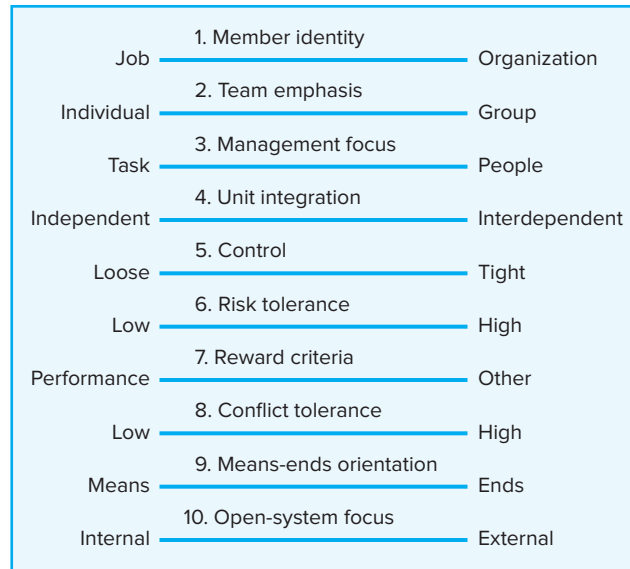 1. Member identity
Job Organization
2. Team emphasis
Individual Group
3. Management focus
Task People
4. Unit integration
Independent Interdependent
5. Control
Loose Tight
6. Risk tolerance
Low High
7. Reward criteria
Performance Other
8. Conflict tolerance
Low High
9. Means-ends orientation
Means Ends
10. Open-system focus
Internal External